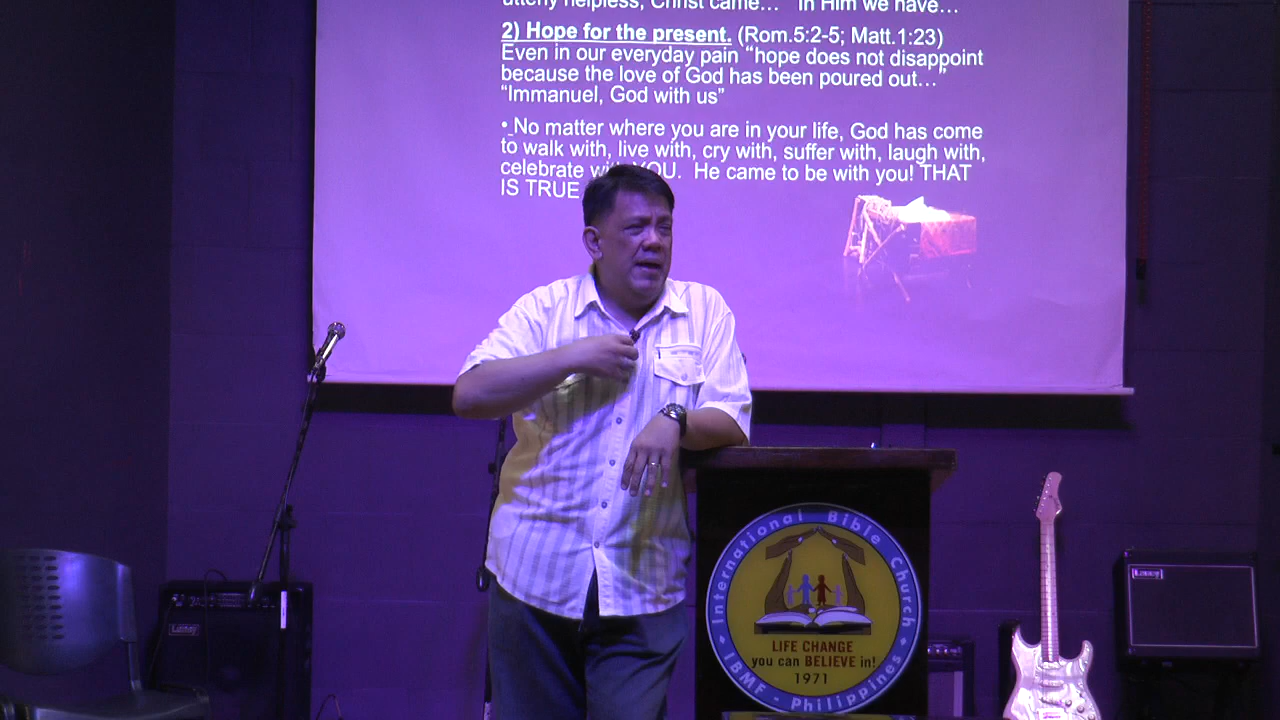 utterly helpless, Christ came… "In Him we have…
2) Hope for the present. (Rom.5:2-5; Matt.1:23)
Even in our everyday pain "hope does not disappoint
because the love of God has been poured out…"
"Immanuel, God with us"
• No matter where you are in your life, God has come
to walk with, live with, cry with, suffer with, laugh with,
celebrate with YOU. He came to be with you! THAT
IS TRUE
International Bible Church
LIFE CHANGE
you can BELIEVE in!
1971
IBMF - Philippines
Laney
Laney